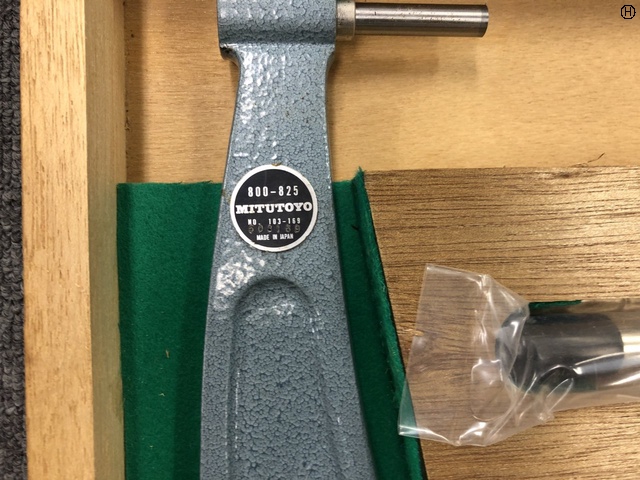 H
800-825
MITUTOYO
NO. 103-169
MADE IN JAPAN